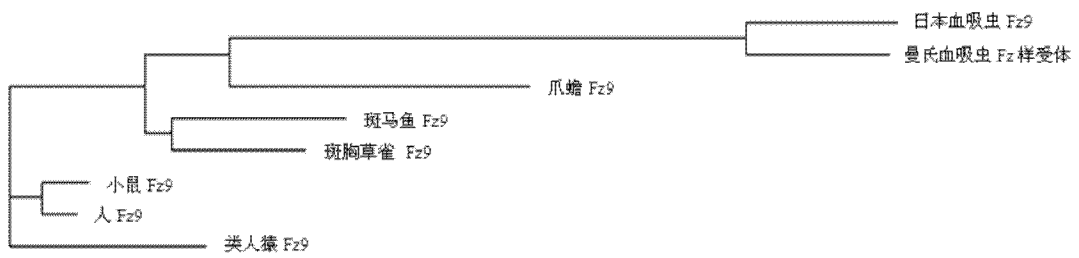 日本血吸虫 Fz9
曼氏血吸虫 Fz 样受体
爪蟾 Fz9
斑马鱼 Fz9
斑胸草雀 Fz9
小鼠 Fz9
人 Fz9
类人猿 Fz9